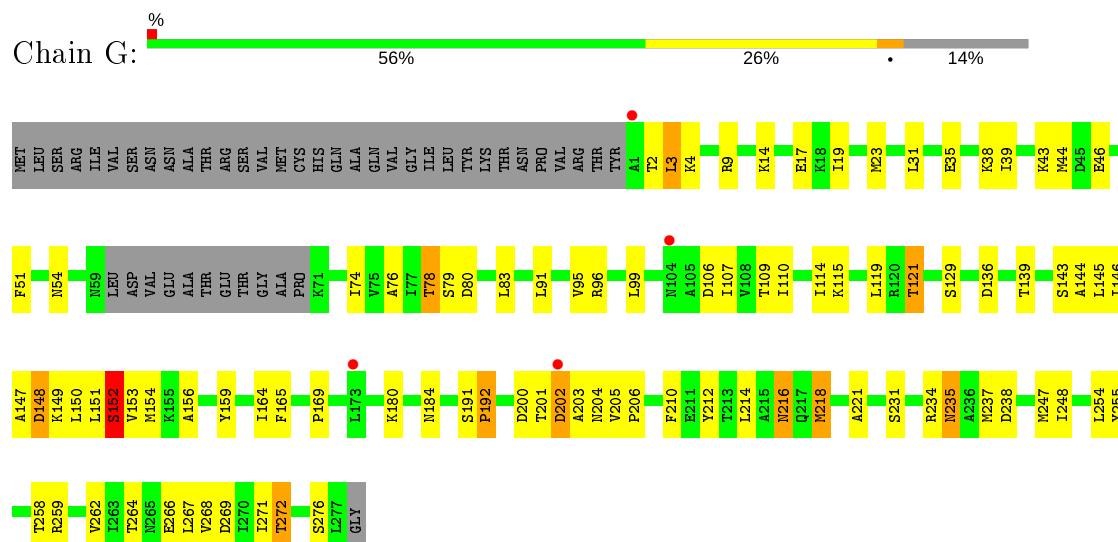 %
Chain G:
56% 26% • 14%
MET LEU SER ARG ILE VAL SER ASN ASN ALA THR ARG SER VAL MET CYS HIS GLN ALA GLN VAL GLY ILE LEU TYR LYS THR ASN PRO VAL ARG THR TYR A1 T2 L3 K4 R9 K14 E17 K18 I19 M23 L31 E35 K38 I39 K43 M44 D45 E46
F51 N54 N59 LEU ASP VAL GLU ALA THR GLU THR GLY ALA PRO K71 I74 V75 A76 I77 T78 S79 D80 L83 L91 V95 R96 L99 N104 A105 D106 I107 V108 T109 I110 I114 K115 L119 R120 T121 S129 D136 T139 S143 A144 L145 I146
A147 D148 K149 L150 L151 S152 V153 M154 K155 A156 Y159 I164 F165 P169 L173 K180 N184 S191 P192 D200 T201 D202 A203 N204 V205 P206 F210 E211 Y212 T213 L214 A215 N216 Q217 M218 A221 S231 R234 N235 A236 M237 D238 M247 I248 L254 Y255
T258 R259 V262 I263 T264 N265 E266 L267 V268 D269 I270 I271 T272 S276 L277 GLY